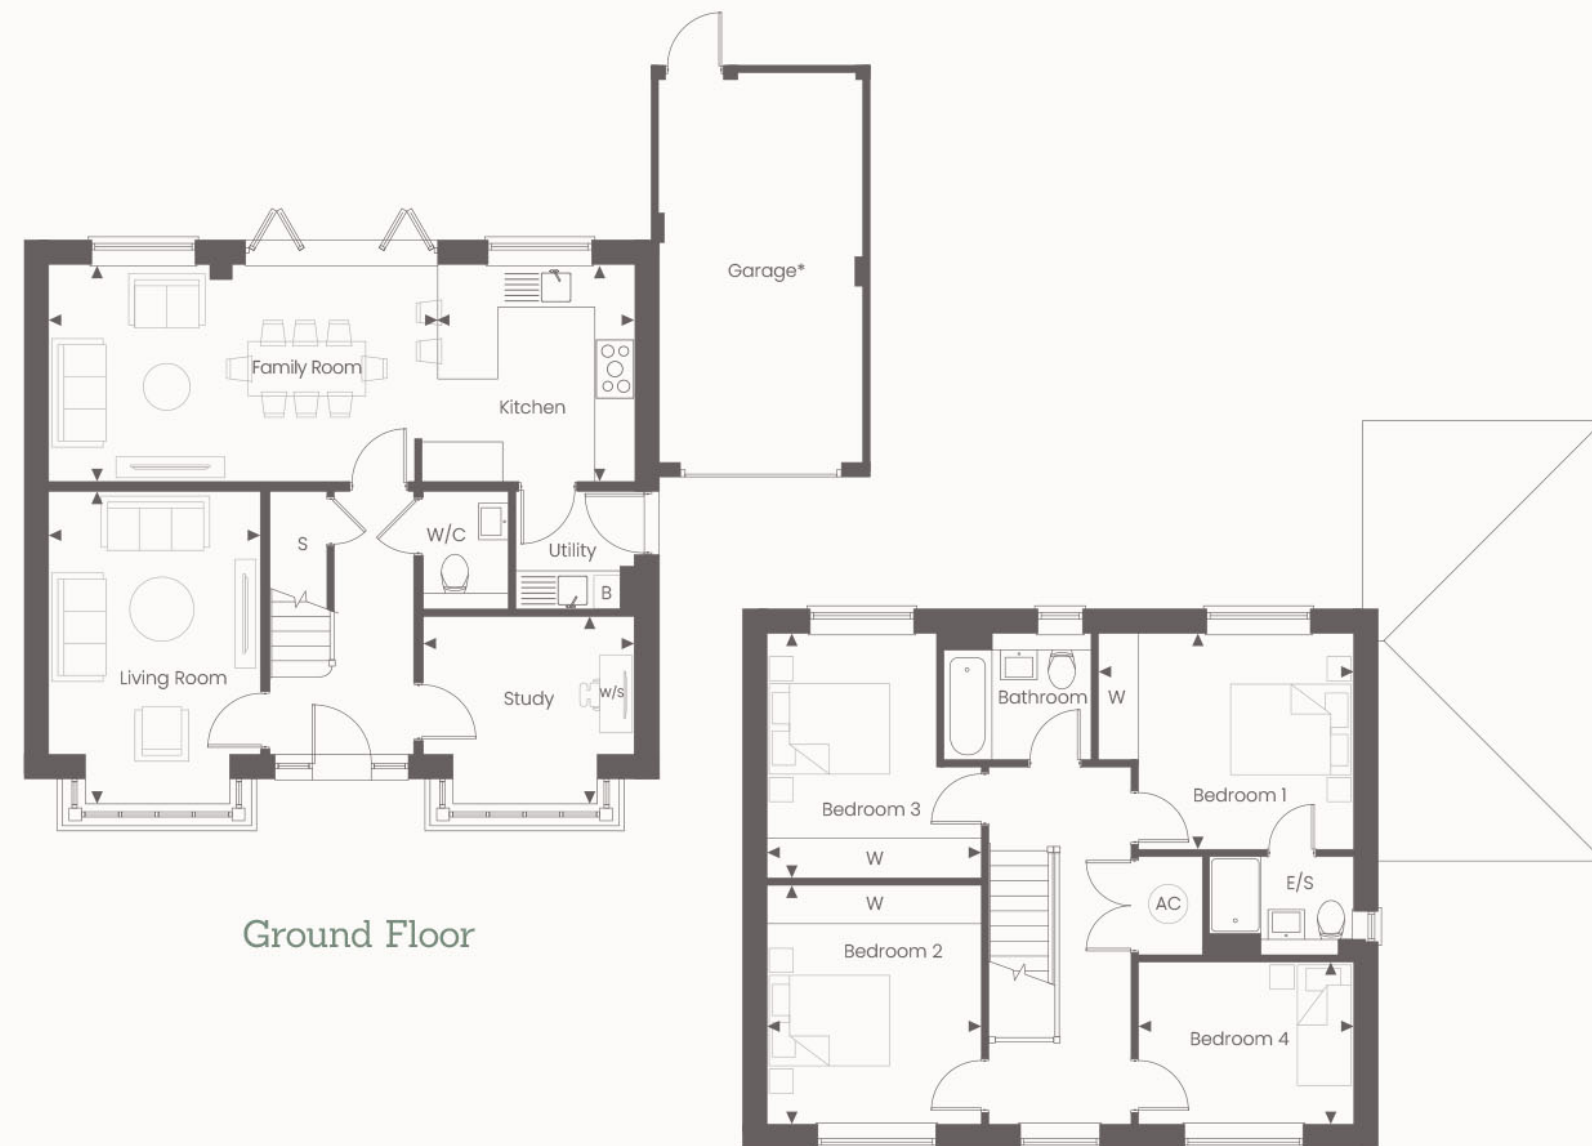 Garage*
Family Room
Kitchen
S
W/C
Utility
B
Living Room
Study
w/s
Ground Floor
Bathroom
W
Bedroom 1
Bedroom 3
W
E/S
W
AC
Bedroom 2
Bedroom 4